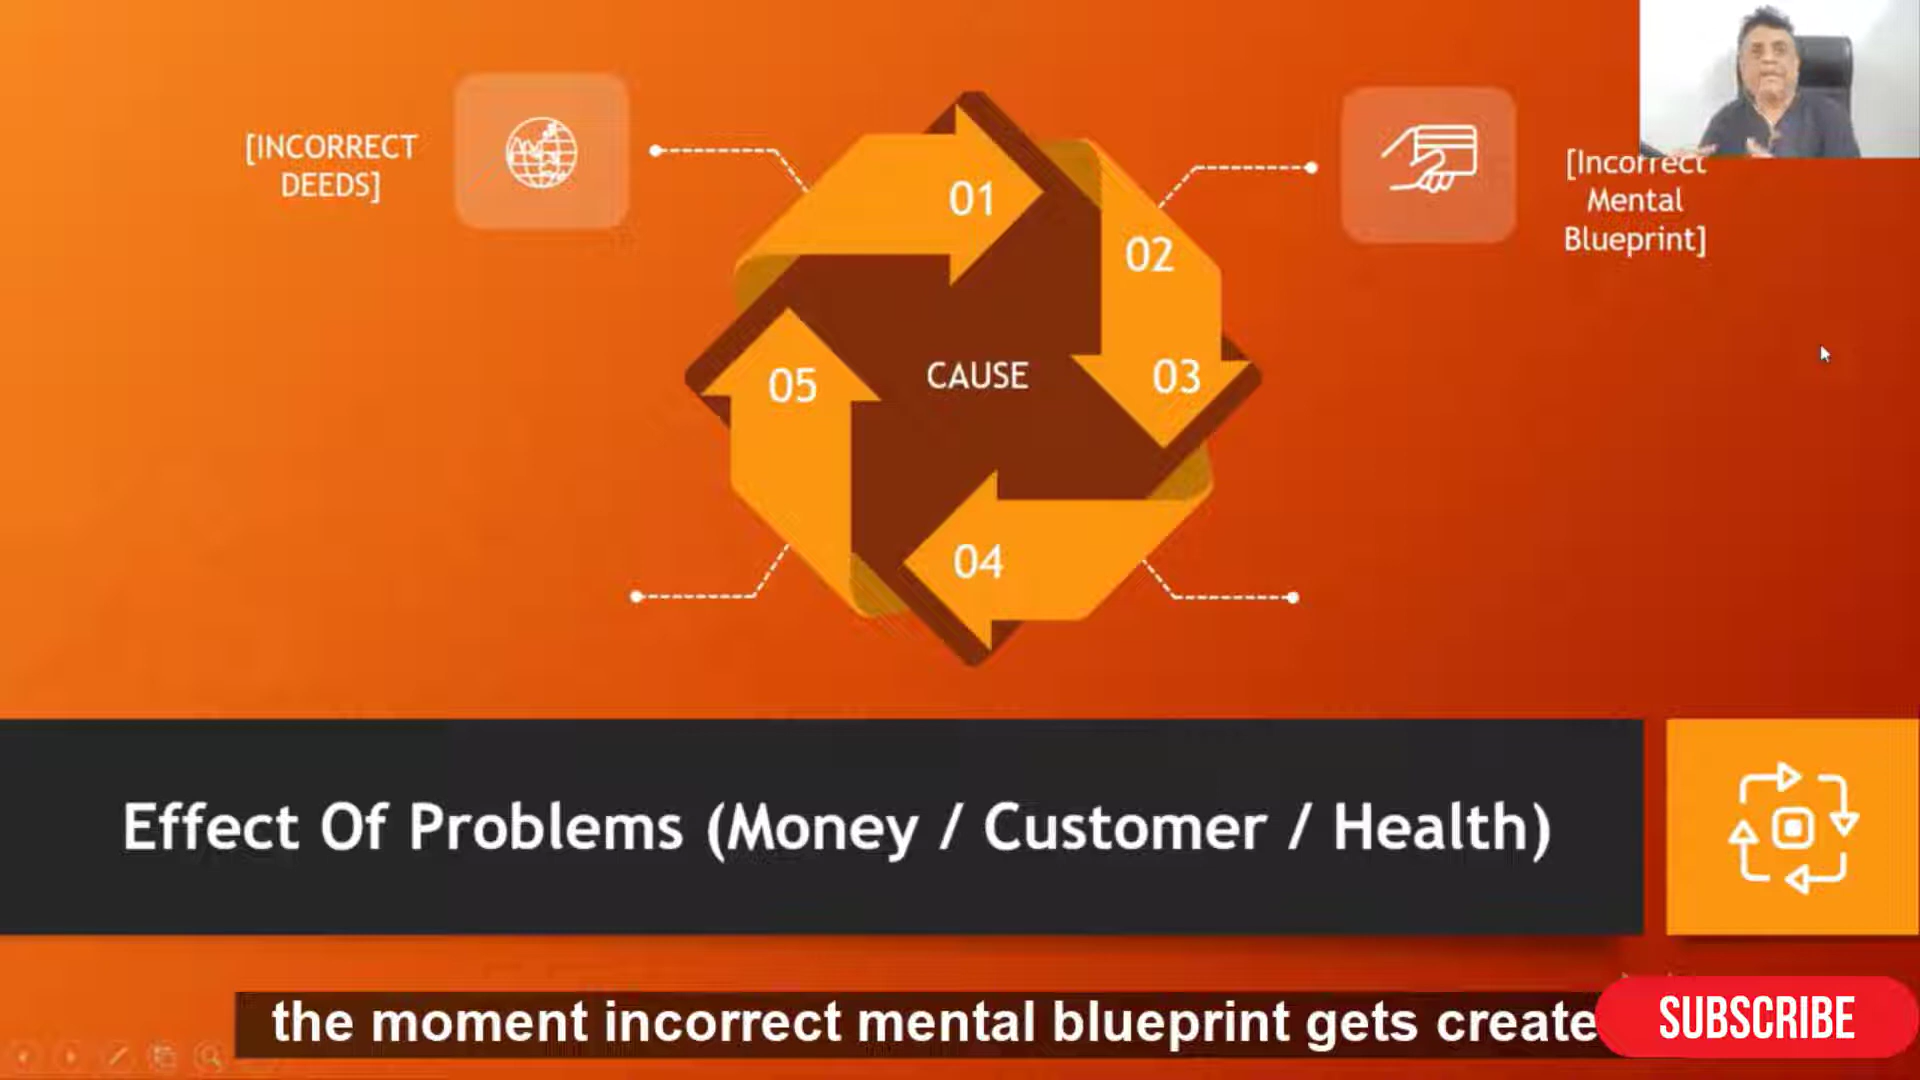 [INCORRECT
DEEDS]
01
02
[Incorrect
Mental
Blueprint]
05
CAUSE
03
04
Effect Of Problems (Money / Customer / Health)
the moment incorrect mental blueprint gets create
SUBSCRIBE